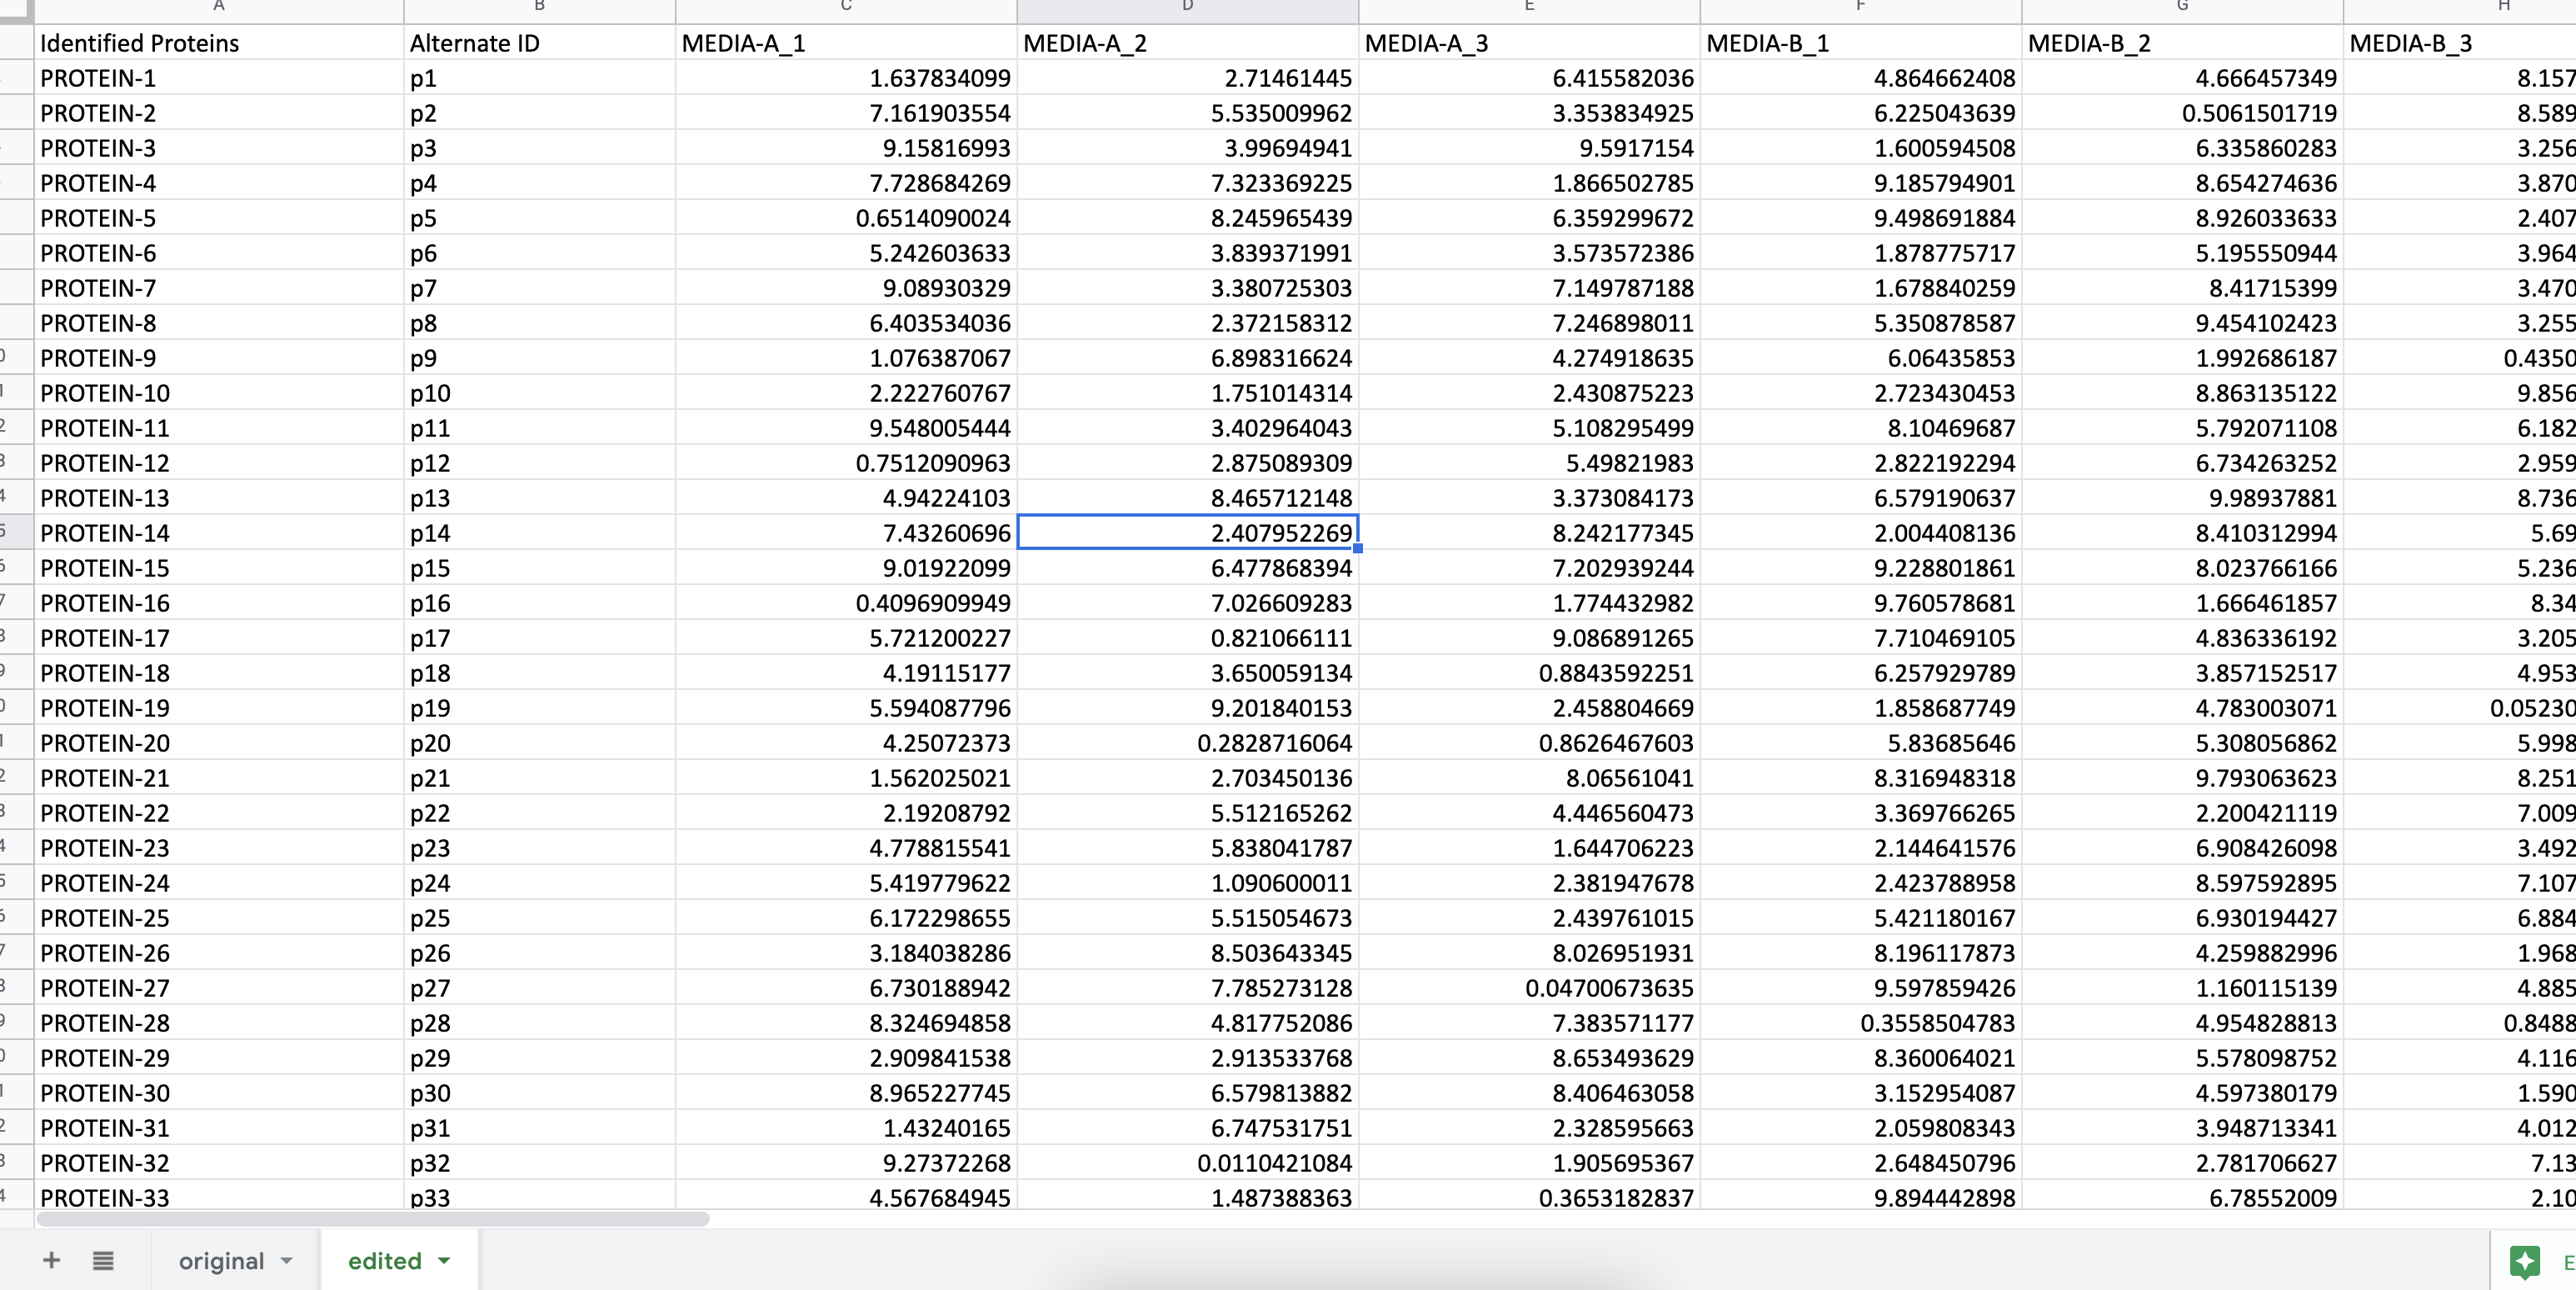 A B C D E F G H
Identified Proteins Alternate ID MEDIA-A_1 MEDIA-A_2 MEDIA-A_3 MEDIA-B_1 MEDIA-B_2 MEDIA-B_3
PROTEIN-1 p1 1.637834099 2.71461445 6.415582036 4.864662408 4.666457349 8.157
PROTEIN-2 p2 7.161903554 5.535009962 3.353834925 6.225043639 0.5061501719 8.589
PROTEIN-3 p3 9.15816993 3.99694941 9.5917154 1.600594508 6.335860283 3.256
PROTEIN-4 p4 7.728684269 7.323369225 1.866502785 9.185794901 8.654274636 3.870
PROTEIN-5 p5 0.6514090024 8.245965439 6.359299672 9.498691884 8.926033633 2.407
PROTEIN-6 p6 5.242603633 3.839371991 3.573572386 1.878775717 5.195550944 3.964
PROTEIN-7 p7 9.08930329 3.380725303 7.149787188 1.678840259 8.41715399 3.470
PROTEIN-8 p8 6.403534036 2.372158312 7.246898011 5.350878587 9.454102423 3.255
PROTEIN-9 p9 1.076387067 6.898316624 4.274918635 6.06435853 1.992686187 0.4350
PROTEIN-10 p10 2.222760767 1.751014314 2.430875223 2.723430453 8.863135122 9.856
PROTEIN-11 p11 9.548005444 3.402964043 5.108295499 8.10469687 5.792071108 6.182
PROTEIN-12 p12 0.7512090963 2.875089309 5.49821983 2.822192294 6.734263252 2.959
PROTEIN-13 p13 4.94224103 8.465712148 3.373084173 6.579190637 9.98937881 8.736
PROTEIN-14 p14 7.43260696 2.407952269 8.242177345 2.004408136 8.410312994 5.69
PROTEIN-15 p15 9.01922099 6.477868394 7.202939244 9.228801861 8.023766166 5.236
PROTEIN-16 p16 0.4096909949 7.026609283 1.774432982 9.760578681 1.666461857 8.34
PROTEIN-17 p17 5.721200227 0.821066111 9.086891265 7.710469105 4.836336192 3.205
PROTEIN-18 p18 4.19115177 3.650059134 0.8843592251 6.257929789 3.857152517 4.953
PROTEIN-19 p19 5.594087796 9.201840153 2.458804669 1.858687749 4.783003071 0.05230
PROTEIN-20 p20 4.25072373 0.2828716064 0.8626467603 5.83685646 5.308056862 5.998
PROTEIN-21 p21 1.562025021 2.703450136 8.06561041 8.316948318 9.793063623 8.251
PROTEIN-22 p22 2.19208792 5.512165262 4.446560473 3.369766265 2.200421119 7.009
PROTEIN-23 p23 4.778815541 5.838041787 1.644706223 2.144641576 6.908426098 3.492
PROTEIN-24 p24 5.419779622 1.090600011 2.381947678 2.423788958 8.597592895 7.107
PROTEIN-25 p25 6.172298655 5.515054673 2.439761015 5.421180167 6.930194427 6.884
PROTEIN-26 p26 3.184038286 8.503643345 8.026951931 8.196117873 4.259882996 1.968
PROTEIN-27 p27 6.730188942 7.785273128 0.04700673635 9.597859426 1.160115139 4.885
PROTEIN-28 p28 8.324694858 4.817752086 7.383571177 0.3558504783 4.954828813 0.8488
PROTEIN-29 p29 2.909841538 2.913533768 8.653493629 8.360064021 5.578098752 4.116
PROTEIN-30 p30 8.965227745 6.579813882 8.406463058 3.152954087 4.597380179 1.590
PROTEIN-31 p31 1.43240165 6.747531751 2.328595663 2.059808343 3.948713341 4.012
PROTEIN-32 p32 9.27372268 0.0110421084 1.905695367 2.648450796 2.781706627 7.13
PROTEIN-33 p33 4.567684945 1.487388363 0.3653182837 9.894442898 6.78552009 2.10
original edited E